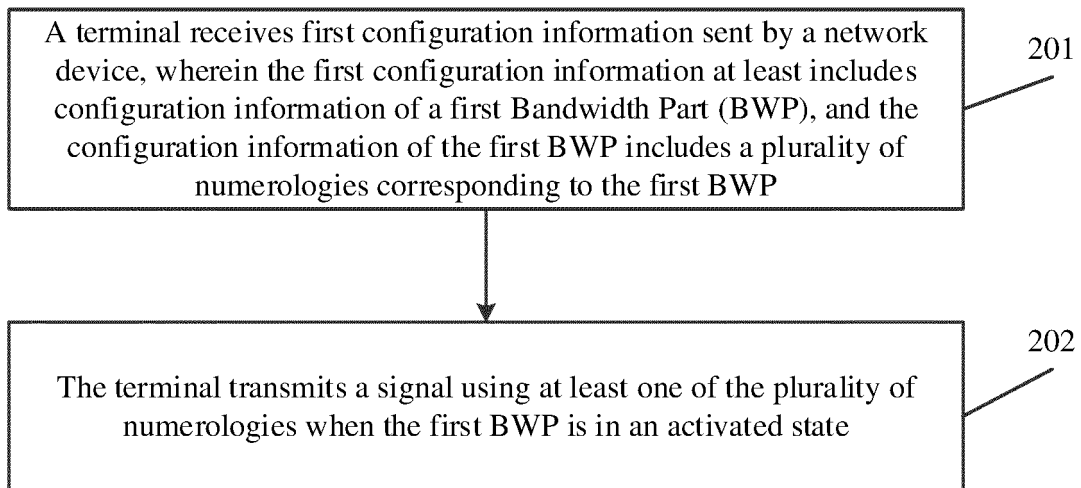 A terminal receives first configuration information sent by a network
device, wherein the first configuration information at least includes
configuration information of a first Bandwidth Part (BWP), and the
configuration information of the first BWP includes a plurality of
numerologies corresponding to the first BWP
201
The terminal transmits a signal using at least one of the plurality of
numerologies when the first BWP is in an activated state
202